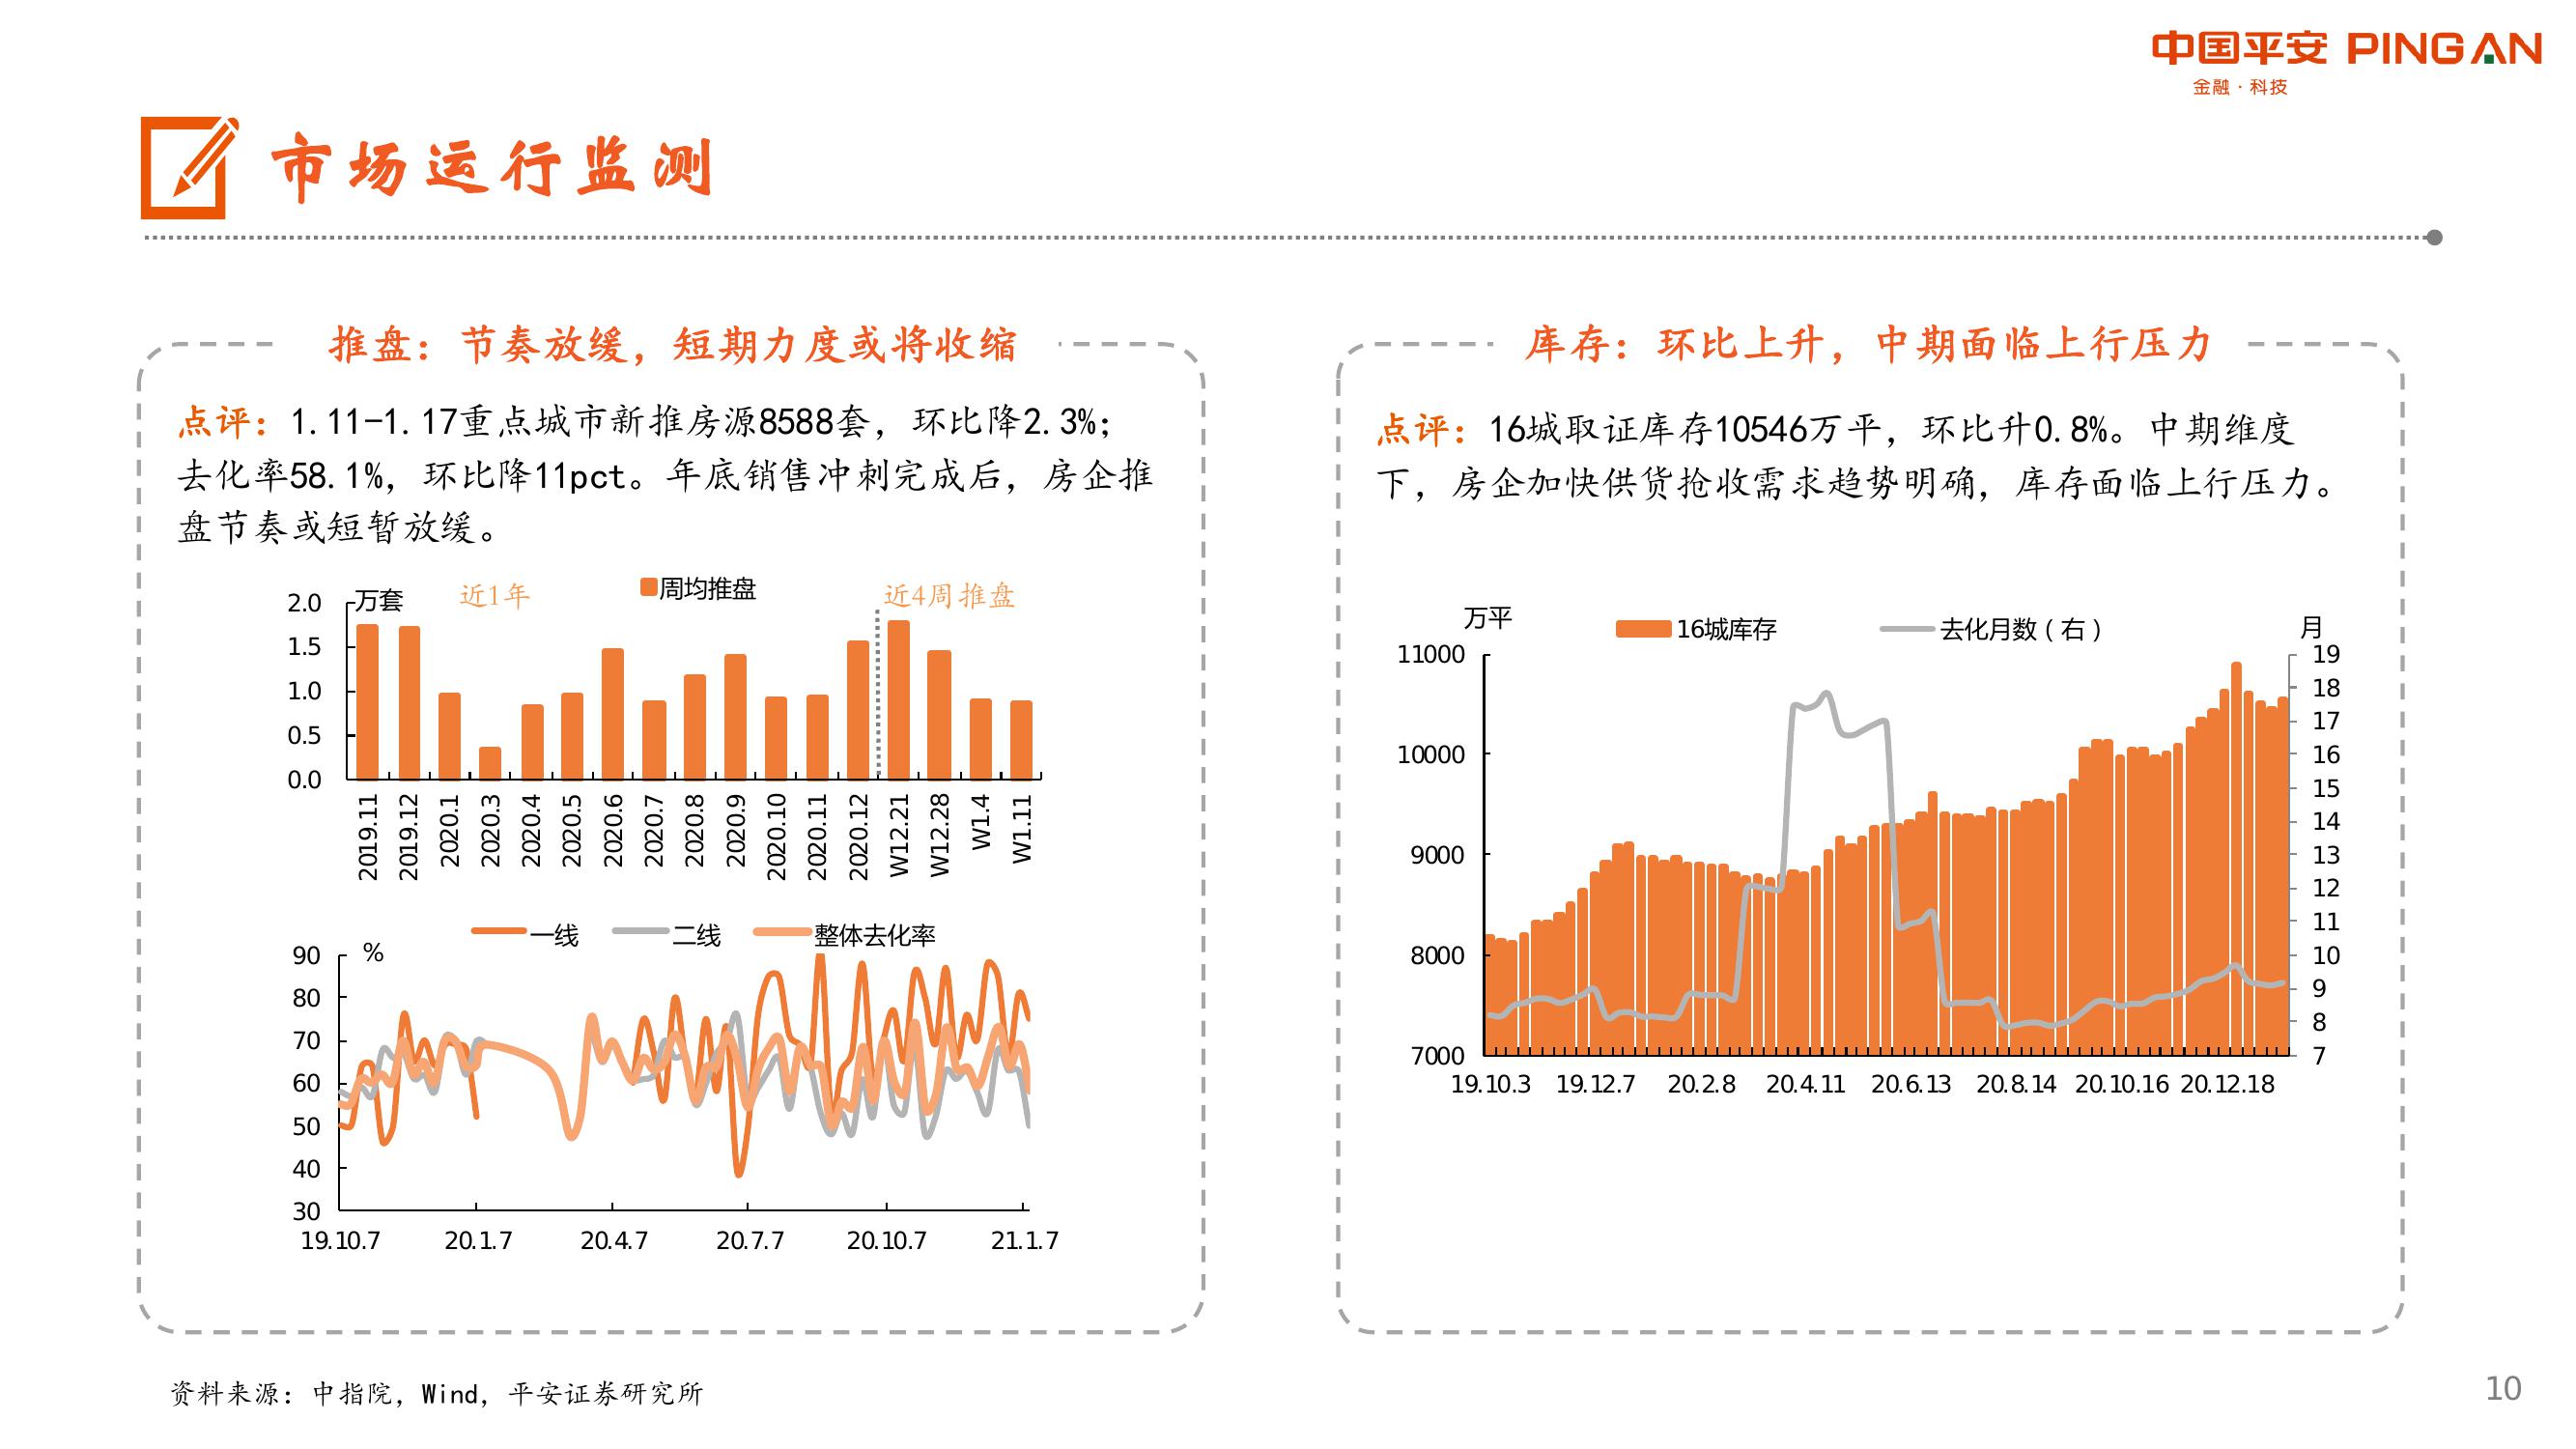 中国平安 PINGAN
金融·科技
市场运行监测
推盘：节奏放缓，短期力度或将收缩
点评：1.11-1.17重点城市新推房源8588套，环比降2.3%；
去化率58.1%，环比降11pct。年底销售冲刺完成后，房企推
盘节奏或短暂放缓。
万套
近1年
周均推盘
近4周推盘
2.0
1.5
1.0
0.5
0.0
2019.11
2019.12
2020.1
2020.3
2020.4
2020.5
2020.6
2020.7
2020.8
2020.9
2020.10
2020.11
2020.12
W12.21
W12.28
W1.4
W1.11
一线
二线
整体去化率
%
90
80
70
60
50
40
30
19.10.7
20.1.7
20.4.7
20.7.7
20.10.7
21.1.7
库存：环比上升，中期面临上行压力
点评：16城取证库存10546万平，环比升0.8%。中期维度
下，房企加快供货抢收需求趋势明确，库存面临上行压力。
万平
16城库存
去化月数（右）
月
11000
10000
9000
8000
7000
19
18
17
16
15
14
13
12
11
10
9
8
7
19.10.3
19.12.7
20.2.8
20.4.11
20.6.13
20.8.14
20.10.16
20.12.18
资料来源：中指院，Wind，平安证券研究所
10